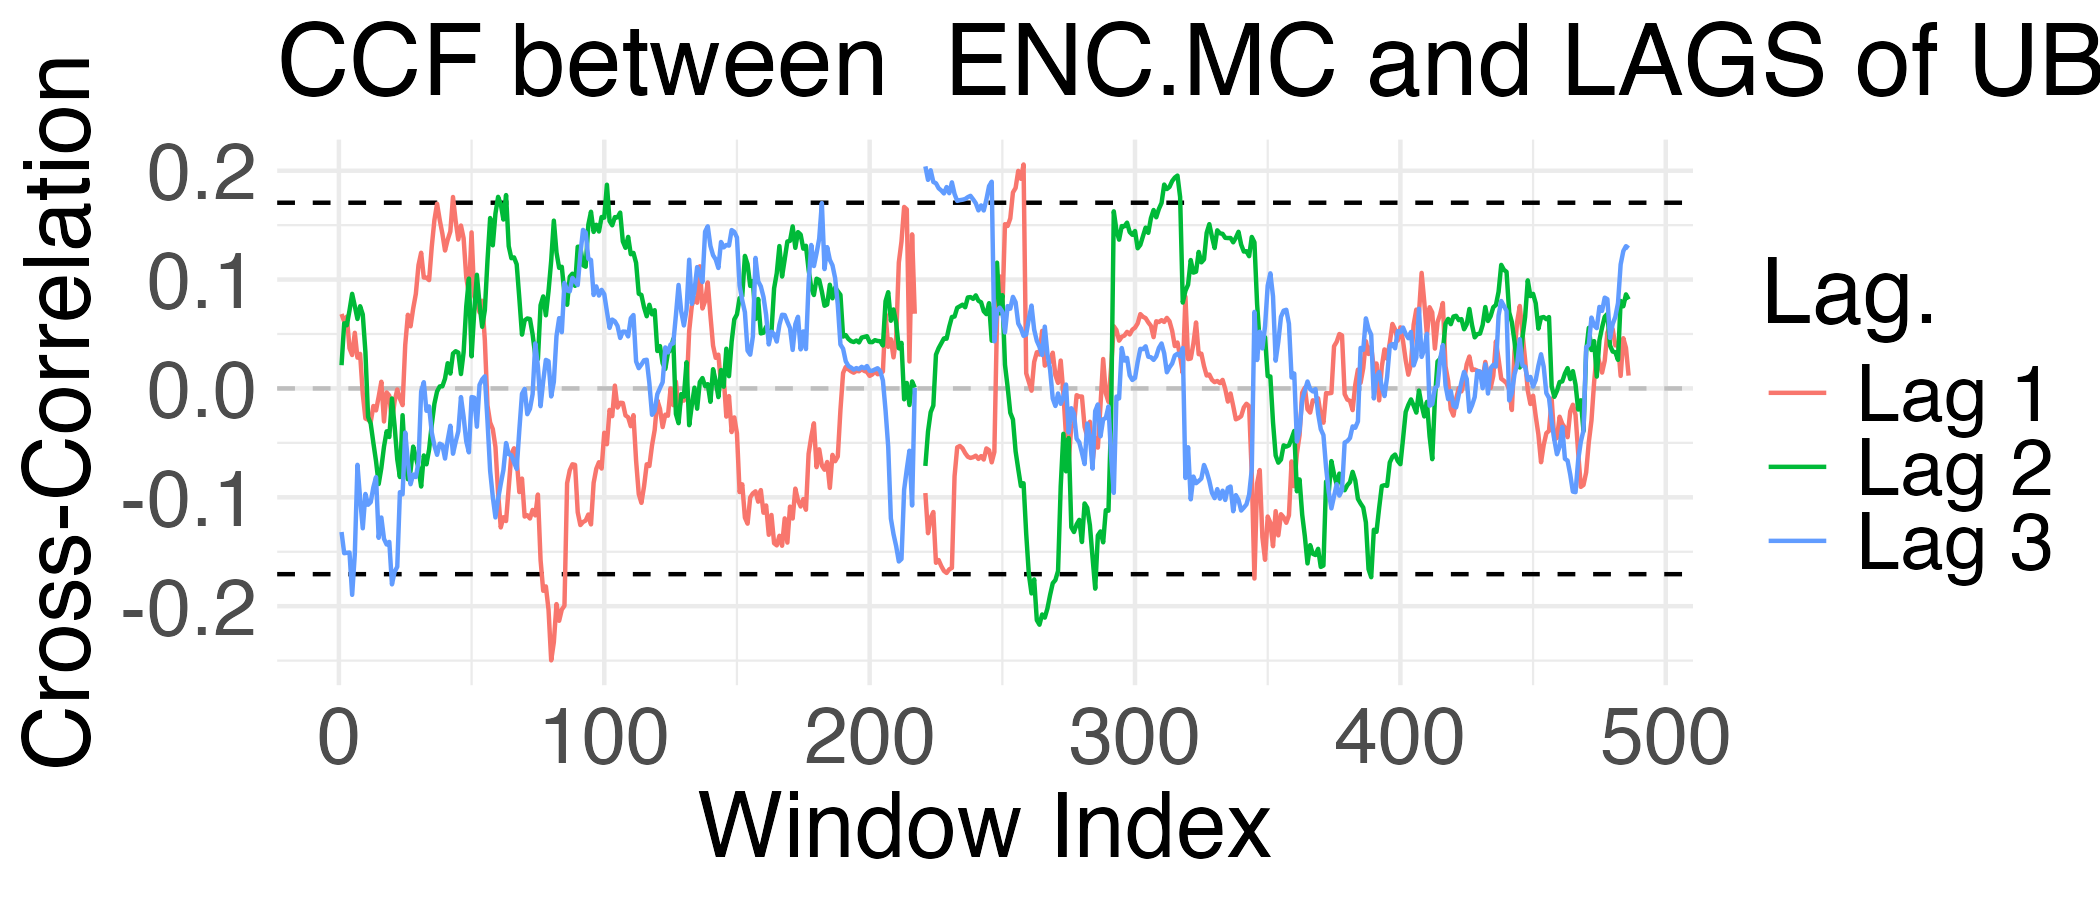 CCF between ENC.MC and LAGS of UB
Cross-Correlation
0.2
0.1
0.0
-0.1
-0.2
0 100 200 300 400 500
Window Index
Lag.
Lag 1
Lag 2
Lag 3